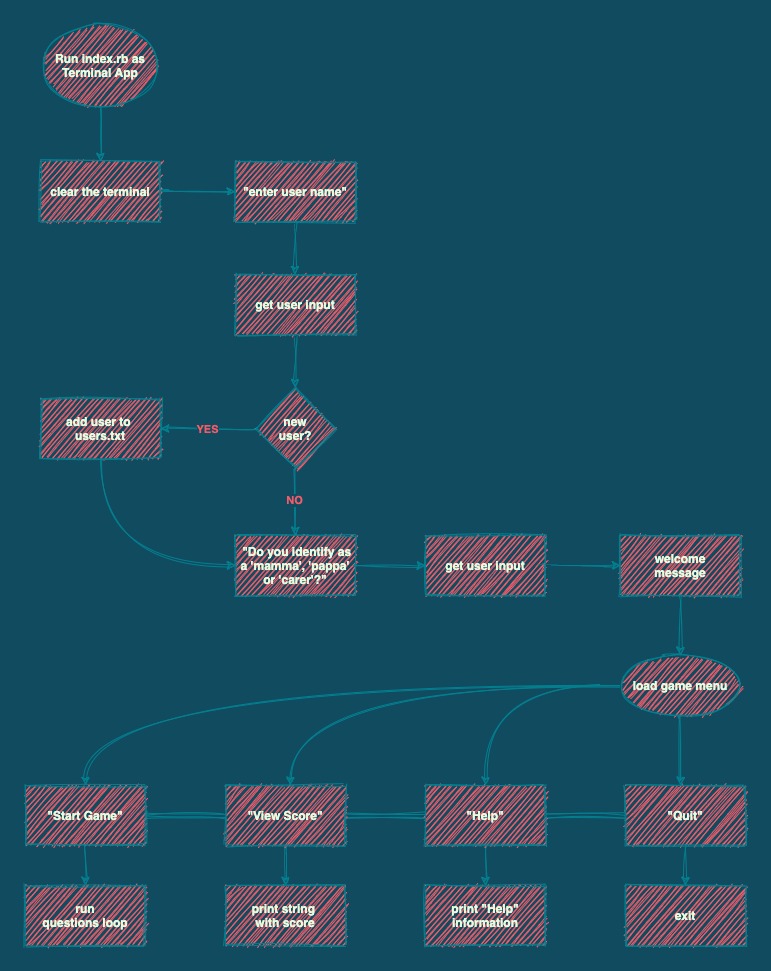 Run index.rb as
Terminal App
clear the terminal
"enter user name"
get user input
add user to
users.txt
YES
new
user?
NO
"Do you identify as
a 'mamma', 'pappa'
or 'carer'?"
get user input
welcome
message
load game menu
"Start Game"
"View Score"
"Help"
"Quit"
run
questions loop
print string
with score
print "Help"
information
exit